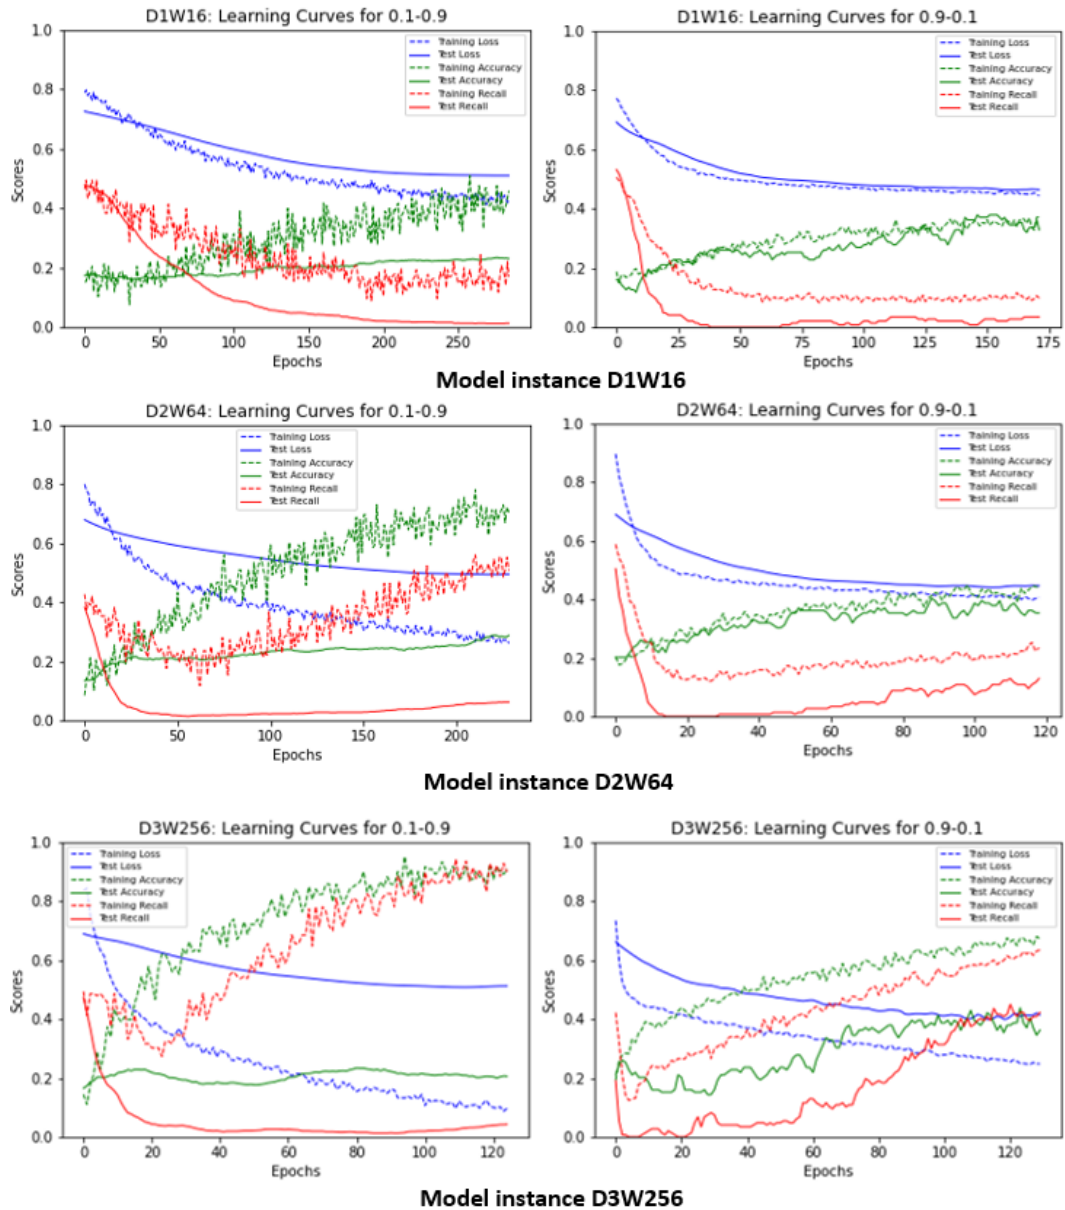 D1W16: Learning Curves for 0.1-0.9
1.0
0.8
0.6
0.4
0.2
0.0
Scores
Training Loss
Test Loss
Training Accuracy
Test Accuracy
Training Recall
Test Recall
0 50 100 150 200 250
Epochs
D1W16: Learning Curves for 0.9-0.1
1.0
0.8
0.6
0.4
0.2
0.0
Scores
Training Loss
Test Loss
Training Accuracy
Test Accuracy
Training Recall
Test Recall
0 25 50 75 100 125 150 175
Epochs
Model instance D1W16
D2W64: Learning Curves for 0.1-0.9
1.0
0.8
0.6
0.4
0.2
0.0
Scores
Training Loss
Test Loss
Training Accuracy
Test Accuracy
Training Recall
Test Recall
0 50 100 150 200
Epochs
D2W64: Learning Curves for 0.9-0.1
1.0
0.8
0.6
0.4
0.2
0.0
Scores
Training Loss
Test Loss
Training Accuracy
Test Accuracy
Training Recall
Test Recall
0 20 40 60 80 100 120
Epochs
Model instance D2W64
D3W256: Learning Curves for 0.1-0.9
1.0
0.8
0.6
0.4
0.2
0.0
Scores
Training Loss
Test Loss
Training Accuracy
Test Accuracy
Training Recall
Test Recall
0 20 40 60 80 100 120
Epochs
D3W256: Learning Curves for 0.9-0.1
1.0
0.8
0.6
0.4
0.2
0.0
Scores
Training Loss
Test Loss
Training Accuracy
Test Accuracy
Training Recall
Test Recall
0 20 40 60 80 100 120
Epochs
Model instance D3W256